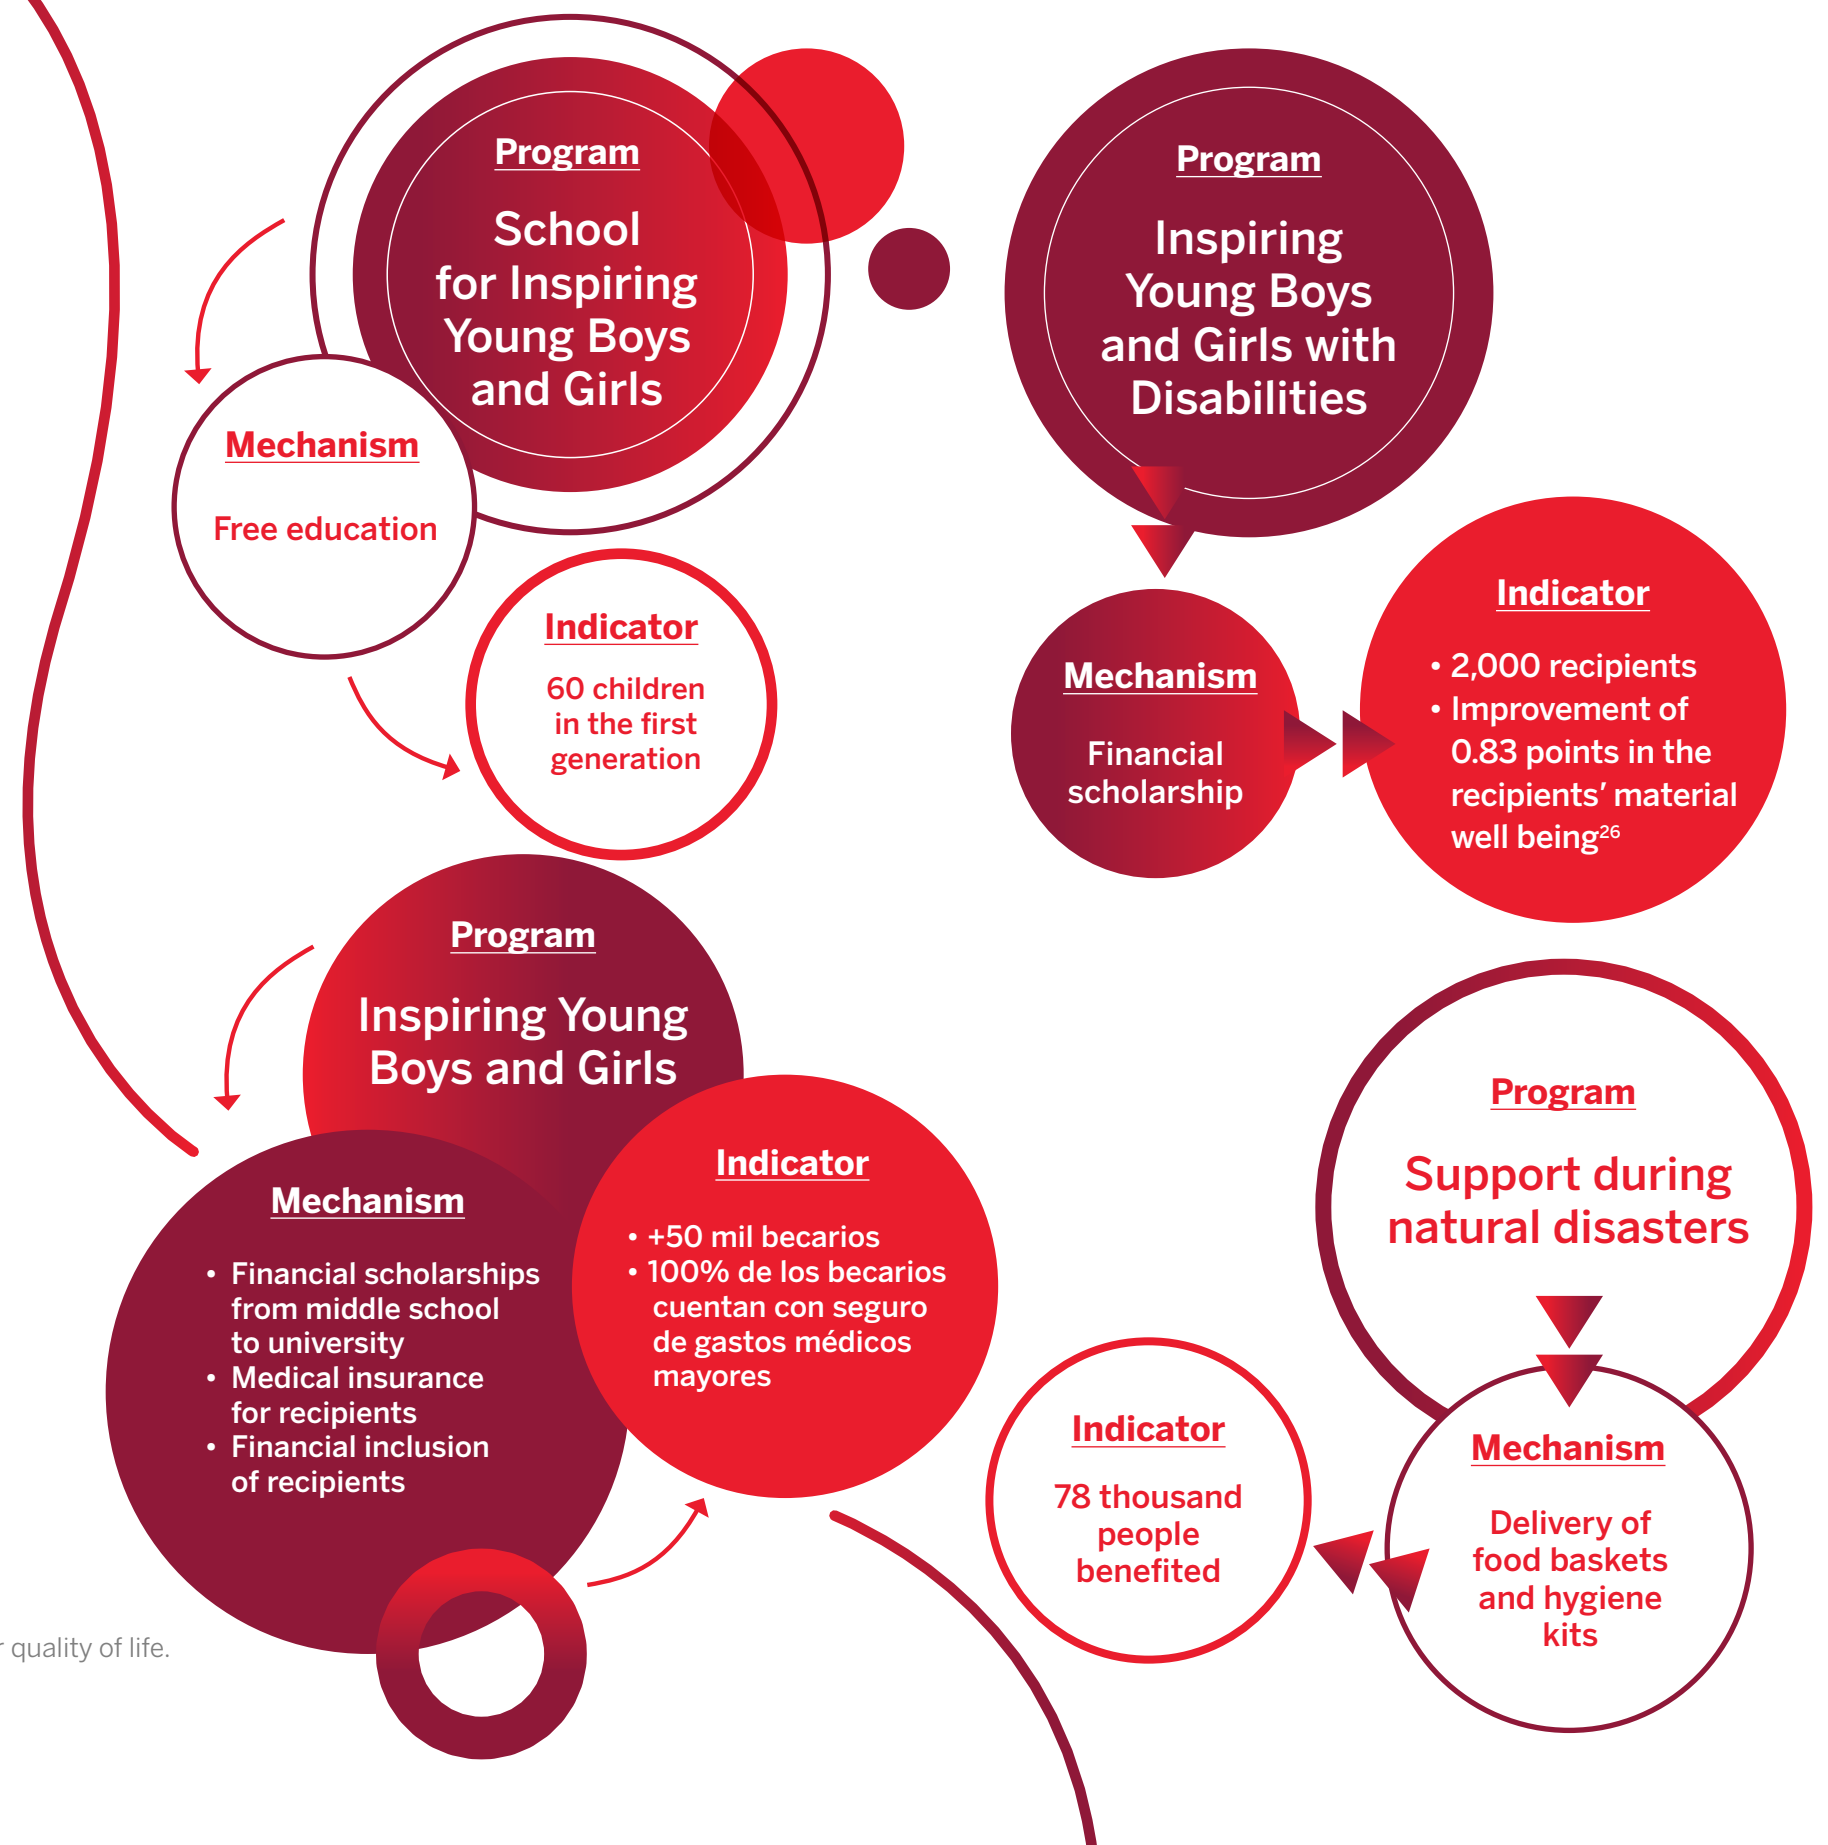 Program
School
for Inspiring
Young Boys
and Girls
Mechanism
Free education
Indicator
60 children
in the first
generation
Program
Inspiring
Young Boys
and Girls with
Disabilities
Mechanism
Financial
scholarship
Indicator
• 2,000 recipients
• Improvement of
0.83 points in the
recipients’ material
well being26
Program
Inspiring Young
Boys and Girls
Mechanism
• Financial scholarships
from middle school
to university
• Medical insurance
for recipients
• Financial inclusion
of recipients
Indicator
• +50 mil becarios
• 100% de los becarios
cuentan con seguro
de gastos médicos
mayores
Program
Support during
natural disasters
Mechanism
Delivery of
food baskets
and hygiene
kits
Indicator
78 thousand
people
benefited
quality of life.